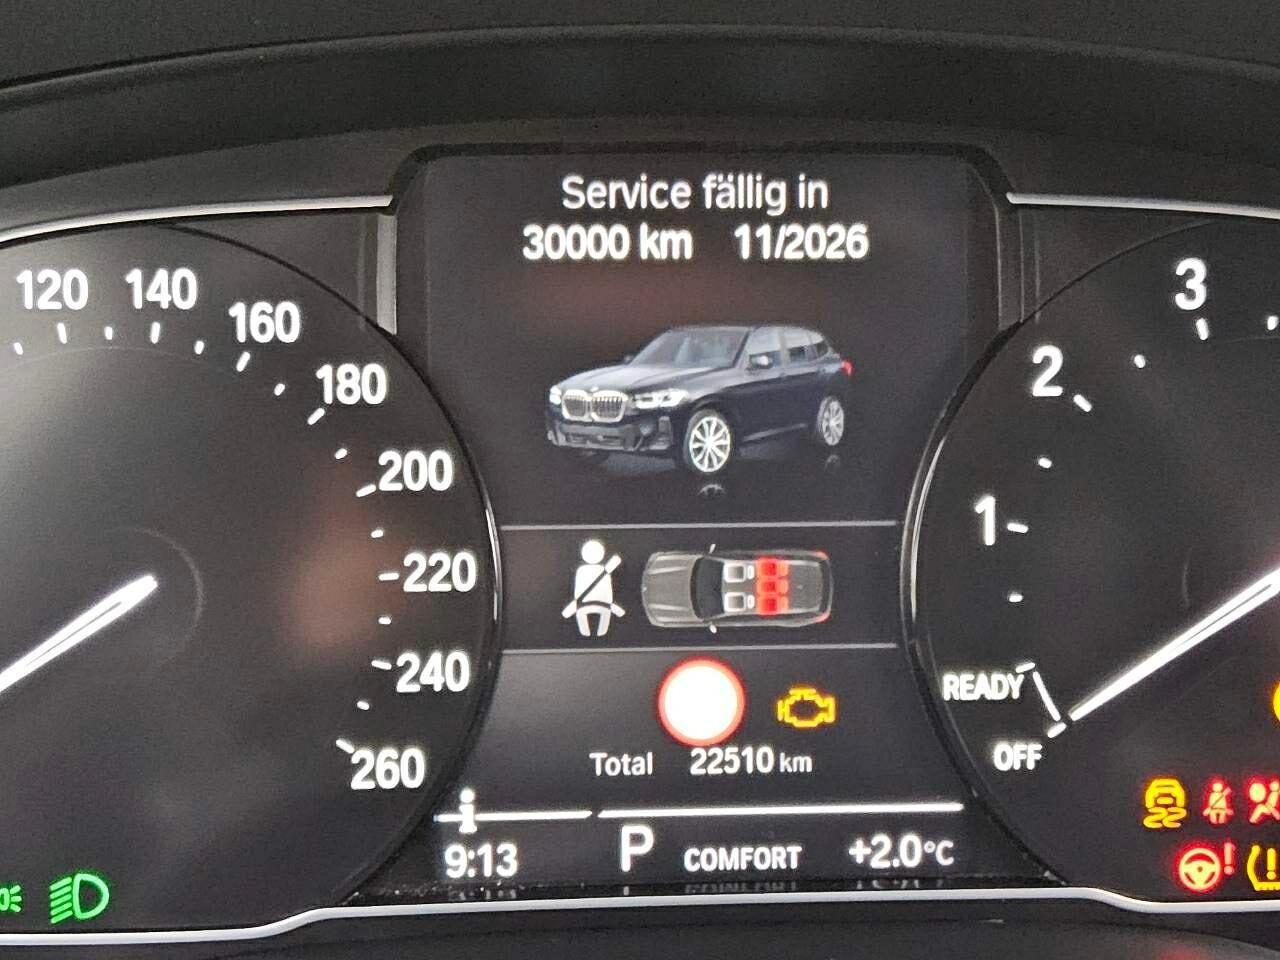 Service fällig in
30000 km 11/2026
120
140
160
180
200
220
240
260
3
2
1
READY
OFF
Total 22510 km
9:13
P
COMFORT
+2.0°C